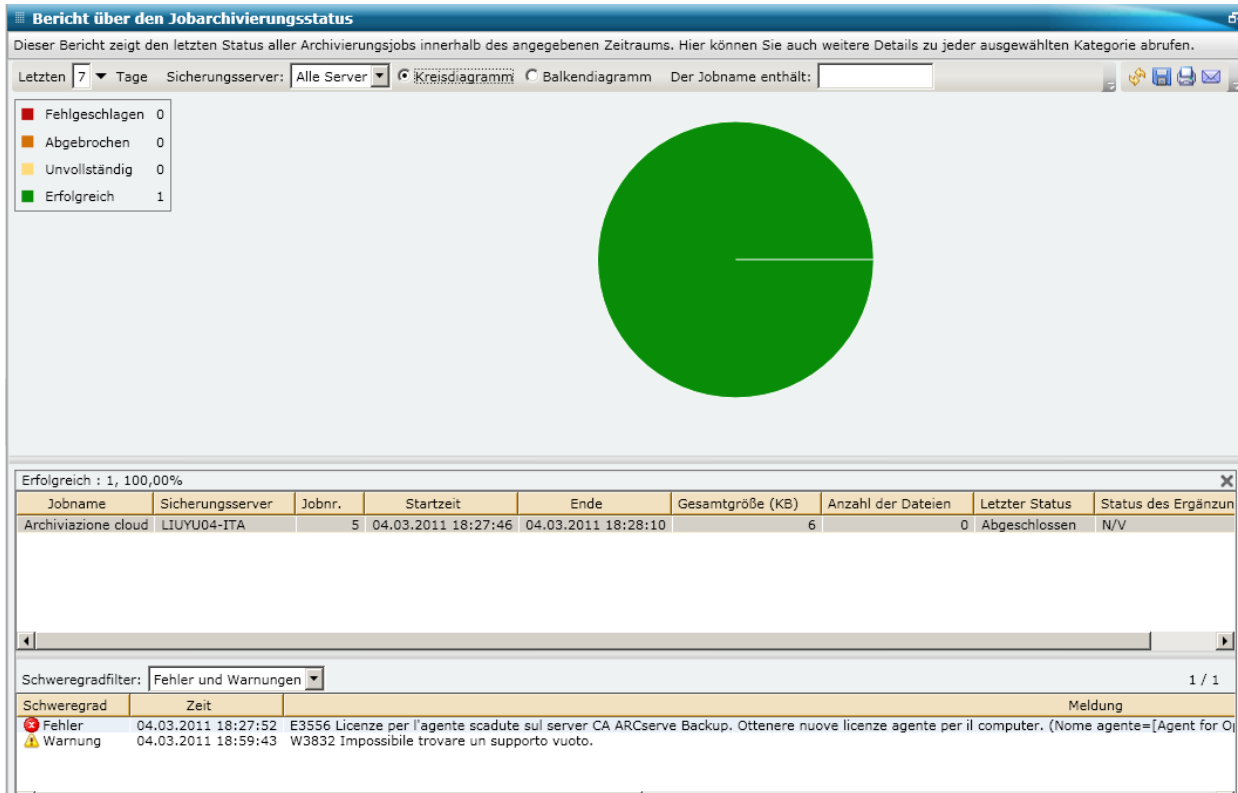 Bericht über den Jobarchivierungsstatus
Dieser Bericht zeigt den letzten Status aller Archivierungsjobs innerhalb des angegebenen Zeitraums. Hier können Sie auch weitere Details zu jeder ausgewählten Kategorie abrufen.
Letzten 7 Tage Sicherungsserver: Alle Server Kreisdiagramm Balkendiagramm Der Jobname enthält:
Fehlgeschlagen 0
Abgebrochen 0
Unvollständig 0
Erfolgreich 1
Erfolgreich : 1, 100,00%
Jobname Sicherungsserver Jobnr. Startzeit Ende Gesamtgröße (KB) Anzahl der Dateien Letzter Status Status des Ergänzun
Archiviazione cloud LIUYU04-ITA 5 04.03.2011 18:27:46 04.03.2011 18:28:10 6 0 Abgeschlossen N/V
Schweregradfilter: Fehler und Warnungen 1 / 1
Schweregrad Zeit Meldung
Fehler 04.03.2011 18:27:52 E3556 Licenze per l'agente scadute sul server CA ARCserve Backup. Ottenere nuove licenze agente per il computer. (Nome agente=[Agent for Op
Warnung 04.03.2011 18:59:43 W3832 Impossibile trovare un supporto vuoto.